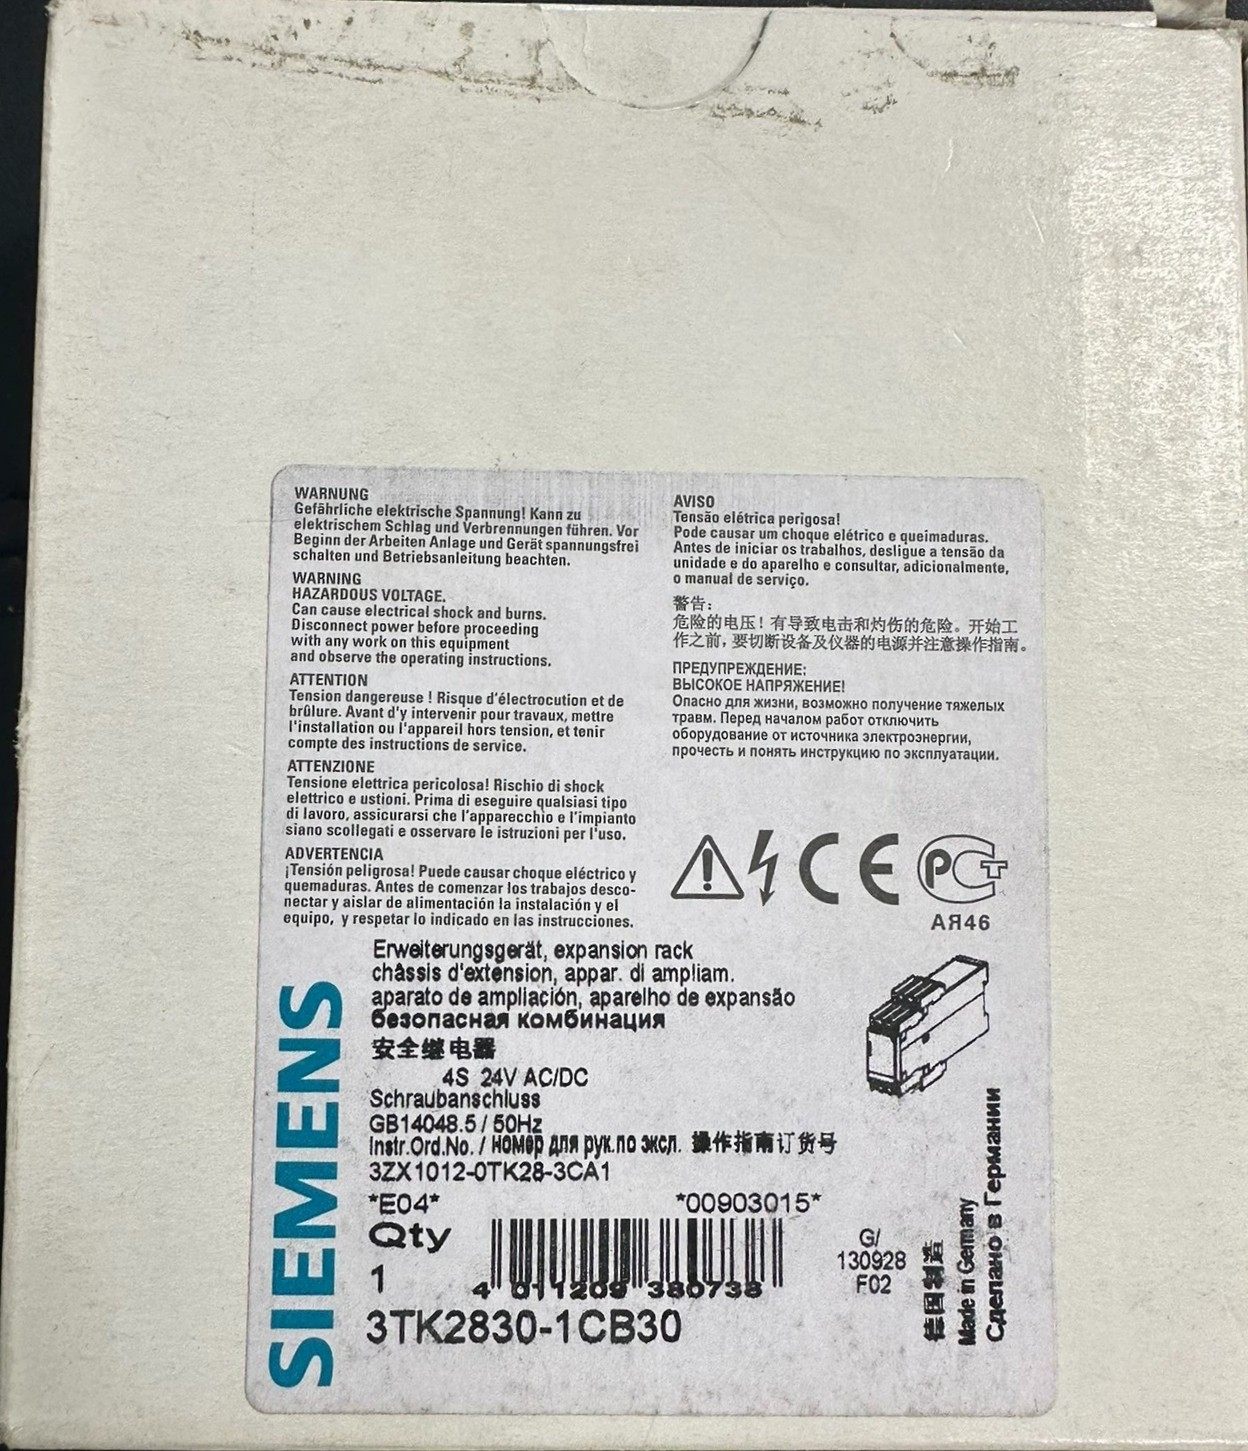 WARNUNG
Gefährliche elektrische Spannung! Kann zu
elektrischem Schlag und Verbrennungen führen. Vor
Beginn der Arbeiten Anlage und Gerät spannungsfrei
schalten und Betriebsanleitung beachten.
WARNING
HAZARDOUS VOLTAGE.
Can cause electrical shock and burns.
Disconnect power before proceeding
with any work on this equipment
and observe the operating instructions.
ATTENTION
Tension dangereuse ! Risque d'électrocution et de
brûlure. Avant d'y intervenir pour travaux, mettre
l'installation ou l'appareil hors tension, et tenir
compte des instructions de service.
ATTENZIONE
Tensione elettrica pericolosa! Rischio di shock
elettrico e ustioni. Prima di eseguire qualsiasi tipo
di lavoro, assicurarsi che l'apparecchio e l'impianto
siano scollegati e osservare le istruzioni per l'uso.
ADVERTENCIA
¡Tensión peligrosa! Puede causar choque eléctrico y
quemaduras. Antes de comenzar los trabajos desco-
nectar y aislar de alimentación la instalación y el
equipo, y respetar lo indicado en las instrucciones.
AVISO
Tensão elétrica perigosa!
Pode causar um choque elétrico e queimaduras.
Antes de iniciar os trabalhos, desligue a tensão da
unidade e do aparelho e consultar, adicionalmente,
o manual de serviço.
警告：
危险的电压！有导致电击和灼伤的危险。开始工
作之前，要切断设备及仪器的电源并注意操作指南。
ПРЕДУПРЕЖДЕНИЕ:
ВЫСОКОЕ НАПРЯЖЕНИЕ!
Опасно для жизни, возможно получение тяжелых
травм. Перед началом работ отключить
оборудование от источника электроэнергии,
прочесть и понять инструкцию по эксплуатации.
CE
РСТ
АЯ46
Erweiterungsgerät, expansion rack
châssis d'extension, appar. di ampliam.
aparato de ampliación, aparelho de expansão
безопасная комбинация
安全继电器
4S 24V AC/DC
Schraubanschluss
GB14048.5 / 50Hz
Instr.Ord.No. / номер для рук.по экспл. 操作指南订货号
3ZX1012-0TK28-3CA1
*E04* *00903015*
Qty
1
4 011209 380738
3TK2830-1CB30
G/
130928
F02
德国制造
Made in Germany
Сделано в Германии
SIEMENS